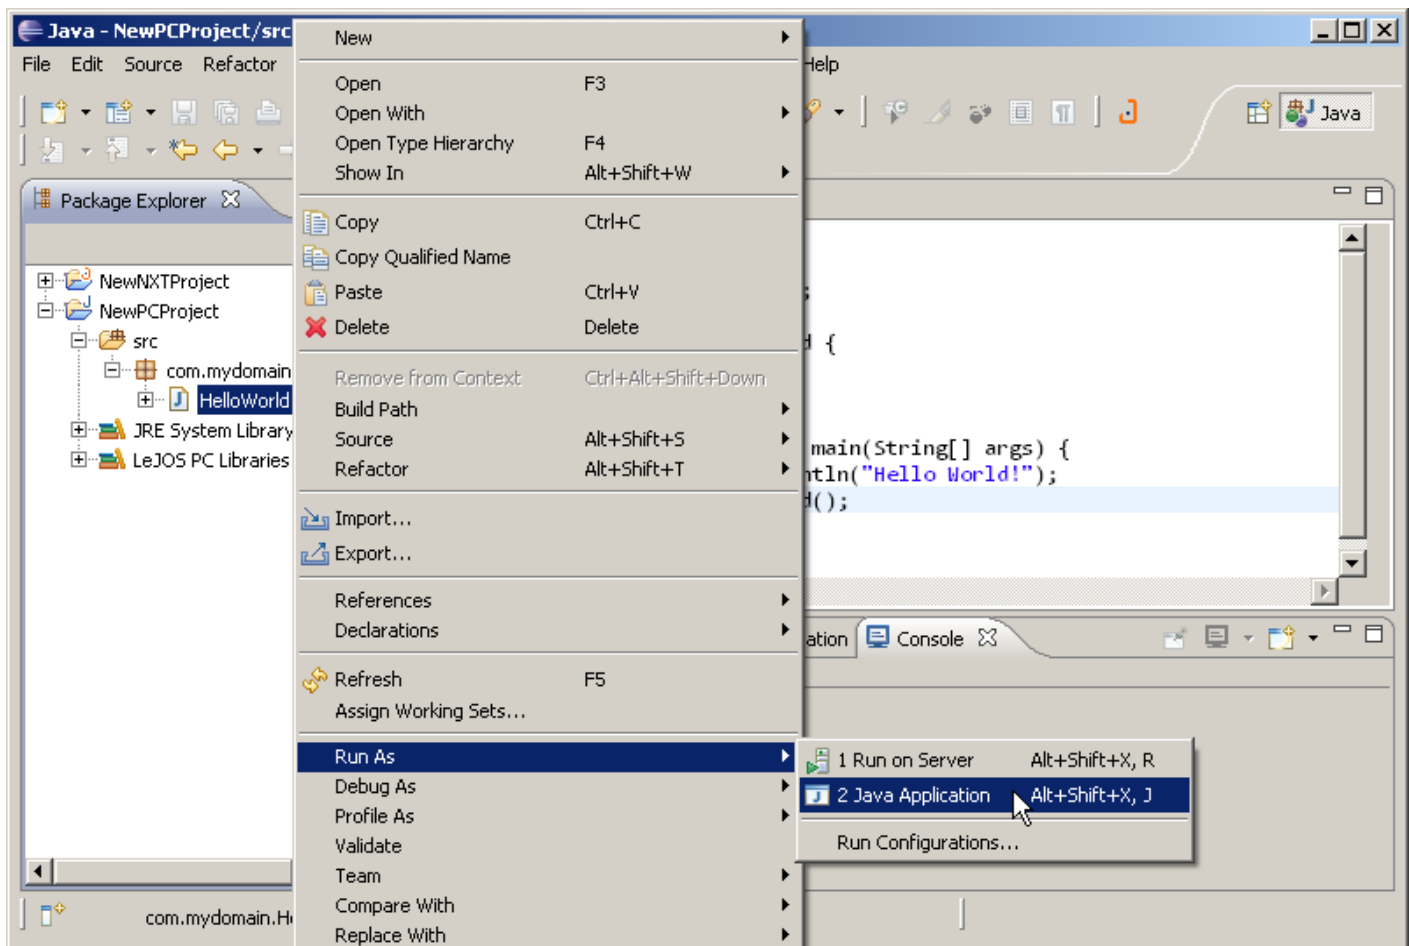 Java - NewPCProject/src
File Edit Source Refactor
Help
Java
Package Explorer
NewNXTProject
NewPCProject
src
com.mydomain
HelloWorld
JRE System Library
LeJOS PC Libraries
New
Open F3
Open With
Open Type Hierarchy F4
Show In Alt+Shift+W
Copy Ctrl+C
Copy Qualified Name
Paste Ctrl+V
Delete Delete
Remove from Context Ctrl+Alt+Shift+Down
Build Path
Source Alt+Shift+S
Refactor Alt+Shift+T
Import...
Export...
References
Declarations
Refresh F5
Assign Working Sets...
Run As
Debug As
Profile As
Validate
Team
Compare With
Replace With
;
d {
main(String[] args) {
ntln("Hello World!");
d();
ation Console
1 Run on Server Alt+Shift+X, R
2 Java Application Alt+Shift+X, J
Run Configurations...
com.mydomain.He